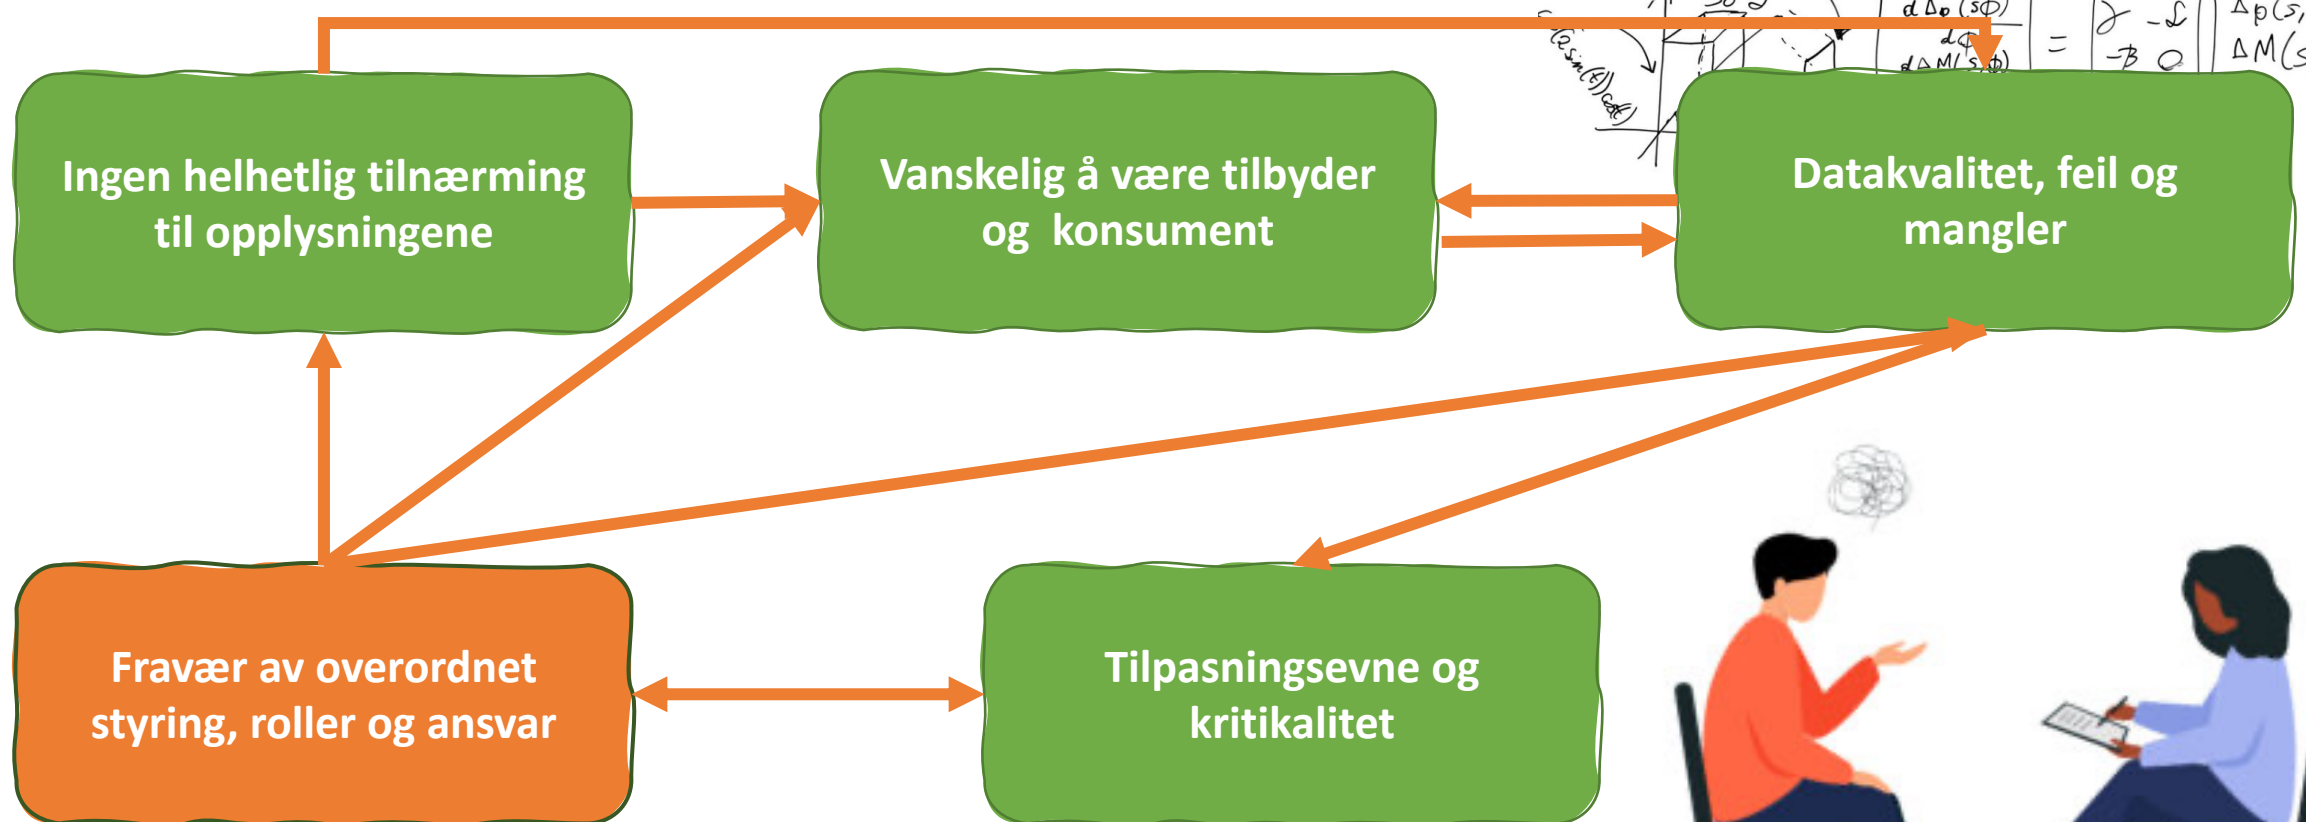 Ingen helhetlig tilnærming
til opplysningene
Vanskelig å være tilbyder
og konsument
Datakvalitet, feil og
mangler
Fravær av overordnet
styring, roller og ansvar
Tilpasningsevne og
kritikalitet